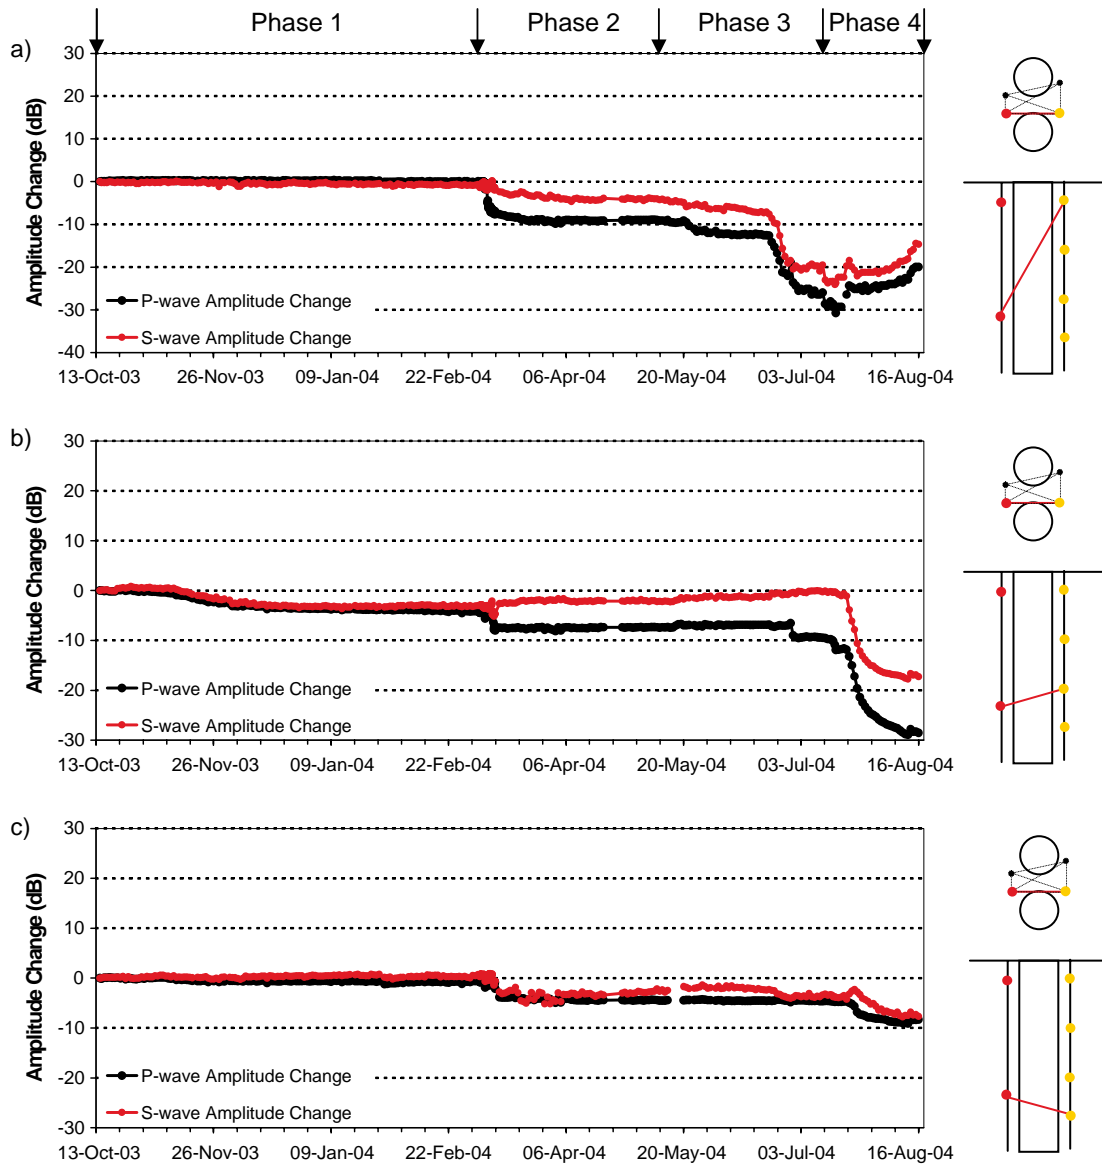 Phase 1 Phase 2 Phase 3 Phase 4
a)
30
20
10
0
-10
-20
-30
-40
Amplitude Change (dB)
P-wave Amplitude Change
S-wave Amplitude Change
13-Oct-03 26-Nov-03 09-Jan-04 22-Feb-04 06-Apr-04 20-May-04 03-Jul-04 16-Aug-04
b)
30
20
10
0
-10
-20
-30
Amplitude Change (dB)
P-wave Amplitude Change
S-wave Amplitude Change
13-Oct-03 26-Nov-03 09-Jan-04 22-Feb-04 06-Apr-04 20-May-04 03-Jul-04 16-Aug-04
c)
30
20
10
0
-10
-20
-30
Amplitude Change (dB)
P-wave Amplitude Change
S-wave Amplitude Change
13-Oct-03 26-Nov-03 09-Jan-04 22-Feb-04 06-Apr-04 20-May-04 03-Jul-04 16-Aug-04